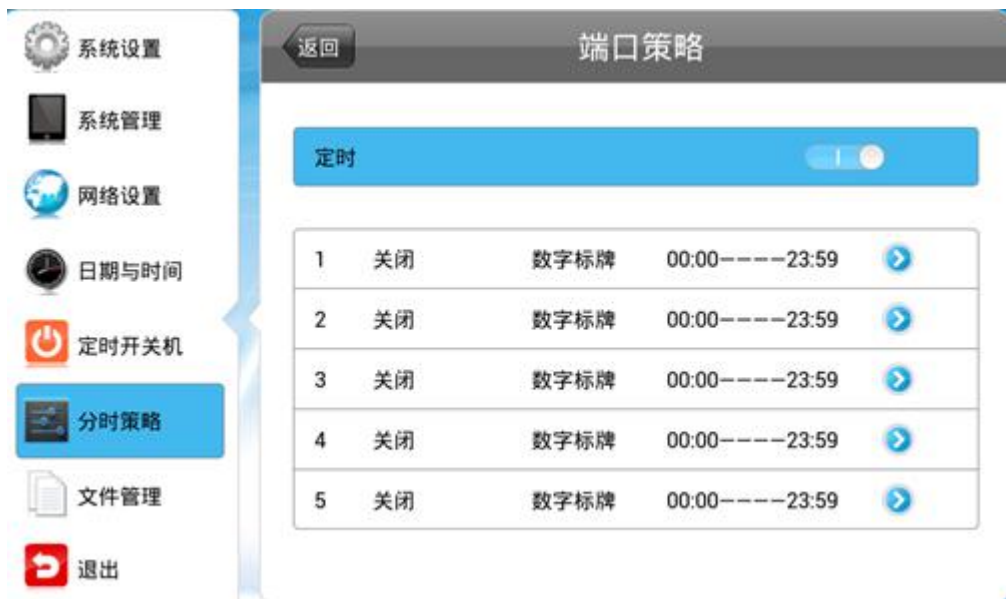 系统设置
系统管理
网络设置
日期与时间
定时开关机
分时策略
文件管理
退出
返回
端口策略
定时
1 关闭 数字标牌 00:00----23:59
2 关闭 数字标牌 00:00----23:59
3 关闭 数字标牌 00:00----23:59
4 关闭 数字标牌 00:00----23:59
5 关闭 数字标牌 00:00----23:59